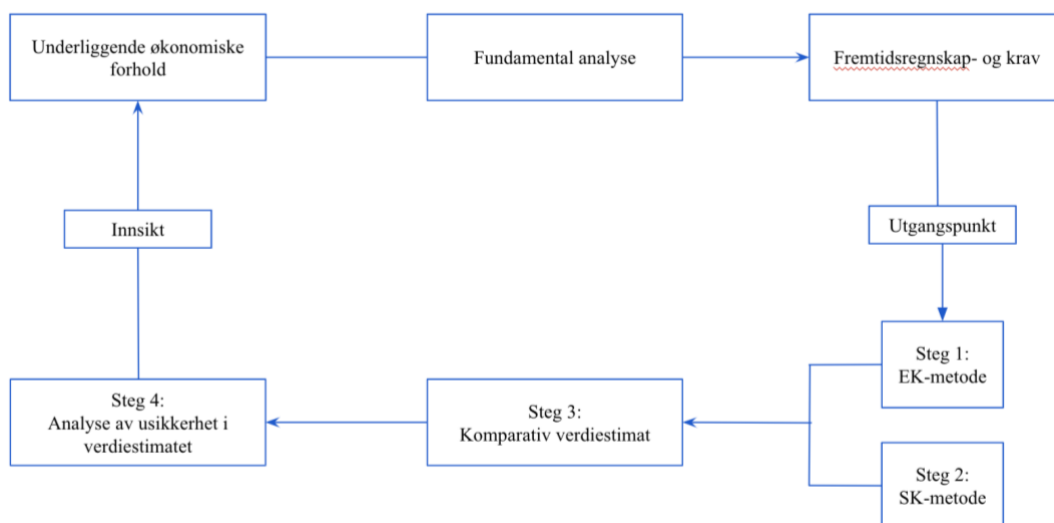 Underliggende økonomiske
forhold
Fundamental analyse
Fremtidsregnskap- og krav
Innsikt
Utgangspunkt
Steg 1:
EK-metode
Steg 4:
Analyse av usikkerhet i
verdiestimatet
Steg 3:
Komparativ verdiestimat
Steg 2:
SK-metode